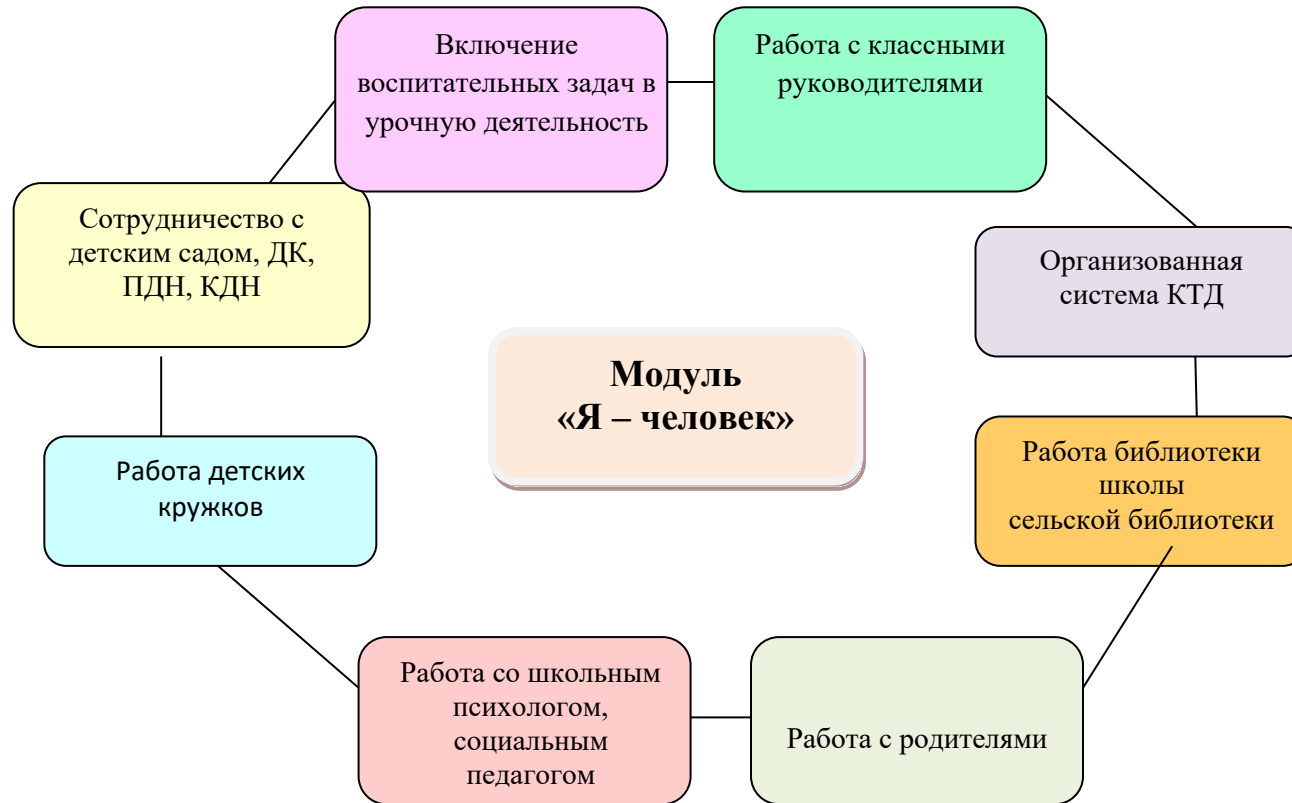 Включение
воспитательных задач в
урочную деятельность
Работа с классными
руководителями
Сотрудничество с
детским садом, ДК,
ПДН, КДН
Организованная
система КТД
Модуль
«Я – человек»
Работа детских
кружков
Работа библиотеки
школы
сельской библиотеки
Работа со школьным
психологом,
социальным
педагогом
Работа с родителями